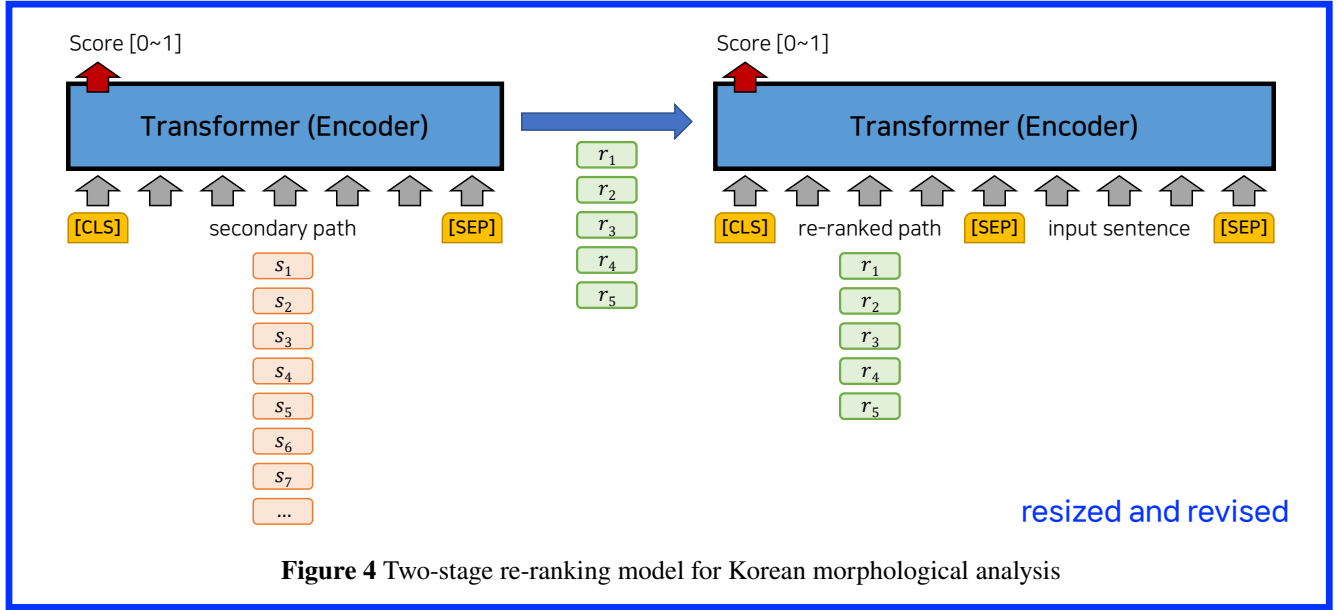 Score [0~1]
Transformer (Encoder)
[CLS]
secondary path
[SEP]
s1
s2
s3
s4
s5
s6
s7
...
r1
r2
r3
r4
r5
Score [0~1]
Transformer (Encoder)
[CLS]
re-ranked path
[SEP]
input sentence
[SEP]
r1
r2
r3
r4
r5
resized and revised
Figure 4 Two-stage re-ranking model for Korean morphological analysis